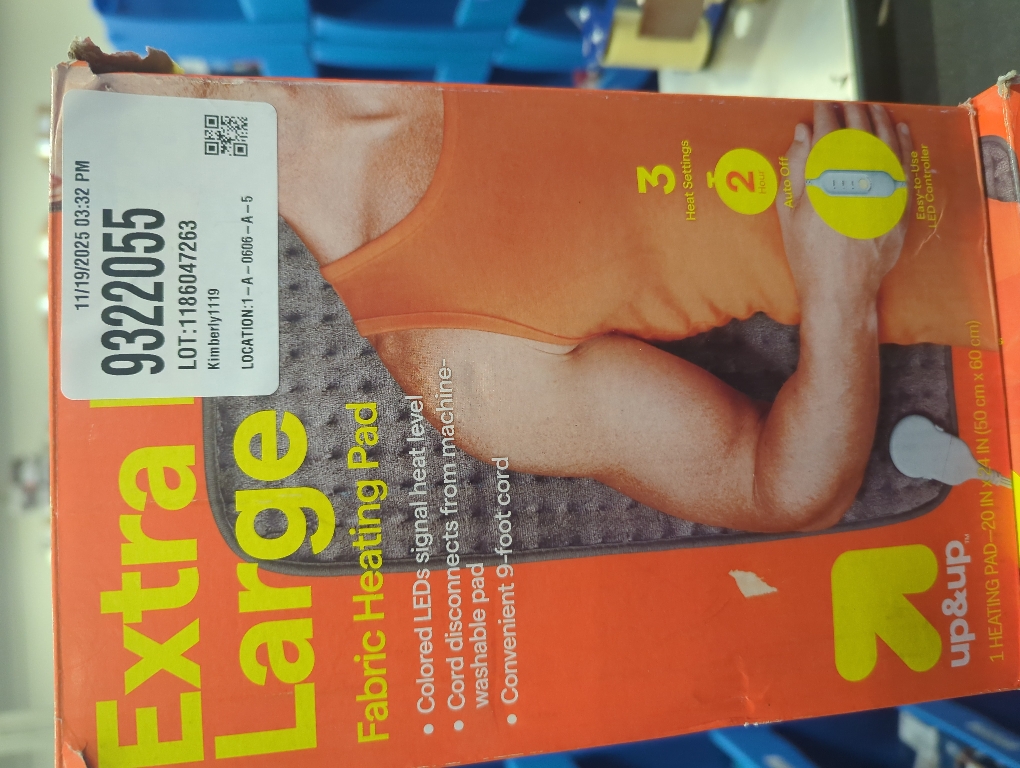 11/19/2025 03:32 PM
9322055
LOT:1186047263
Kimberly1119
LOCATION:1-A-0606-A-5
Extra
Large
Fabric Heating Pad
• Colored LEDs signal heat level
• Cord disconnects from machine-
washable pad
• Convenient 9-foot cord
3
Heat Settings
2
Hour
Auto Off
Easy-to-Use
LED Controller
up&up™
1 HEATING PAD—20 IN x 24 IN (50 cm x 60 cm)